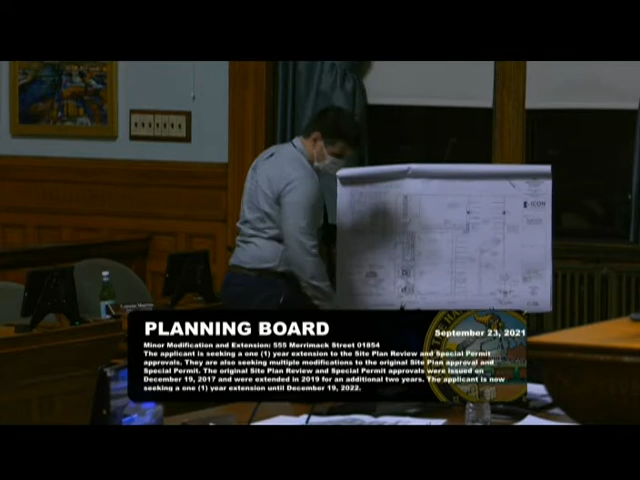 ICON
PLANNING BOARD
September 23, 2021
Minor Modification and Extension: 555 Merrimack Street 01854
The applicant is seeking a one (1) year extension to the Site Plan Review and Special Permit
approvals. They are also seeking multiple modifications to the original Site Plan approval and
Special Permit. The original Site Plan Review and Special Permit approvals were issued on
December 19, 2017 and were extended in 2019 for an additional two years. The applicant is now
seeking a one (1) year extension until December 19, 2022.